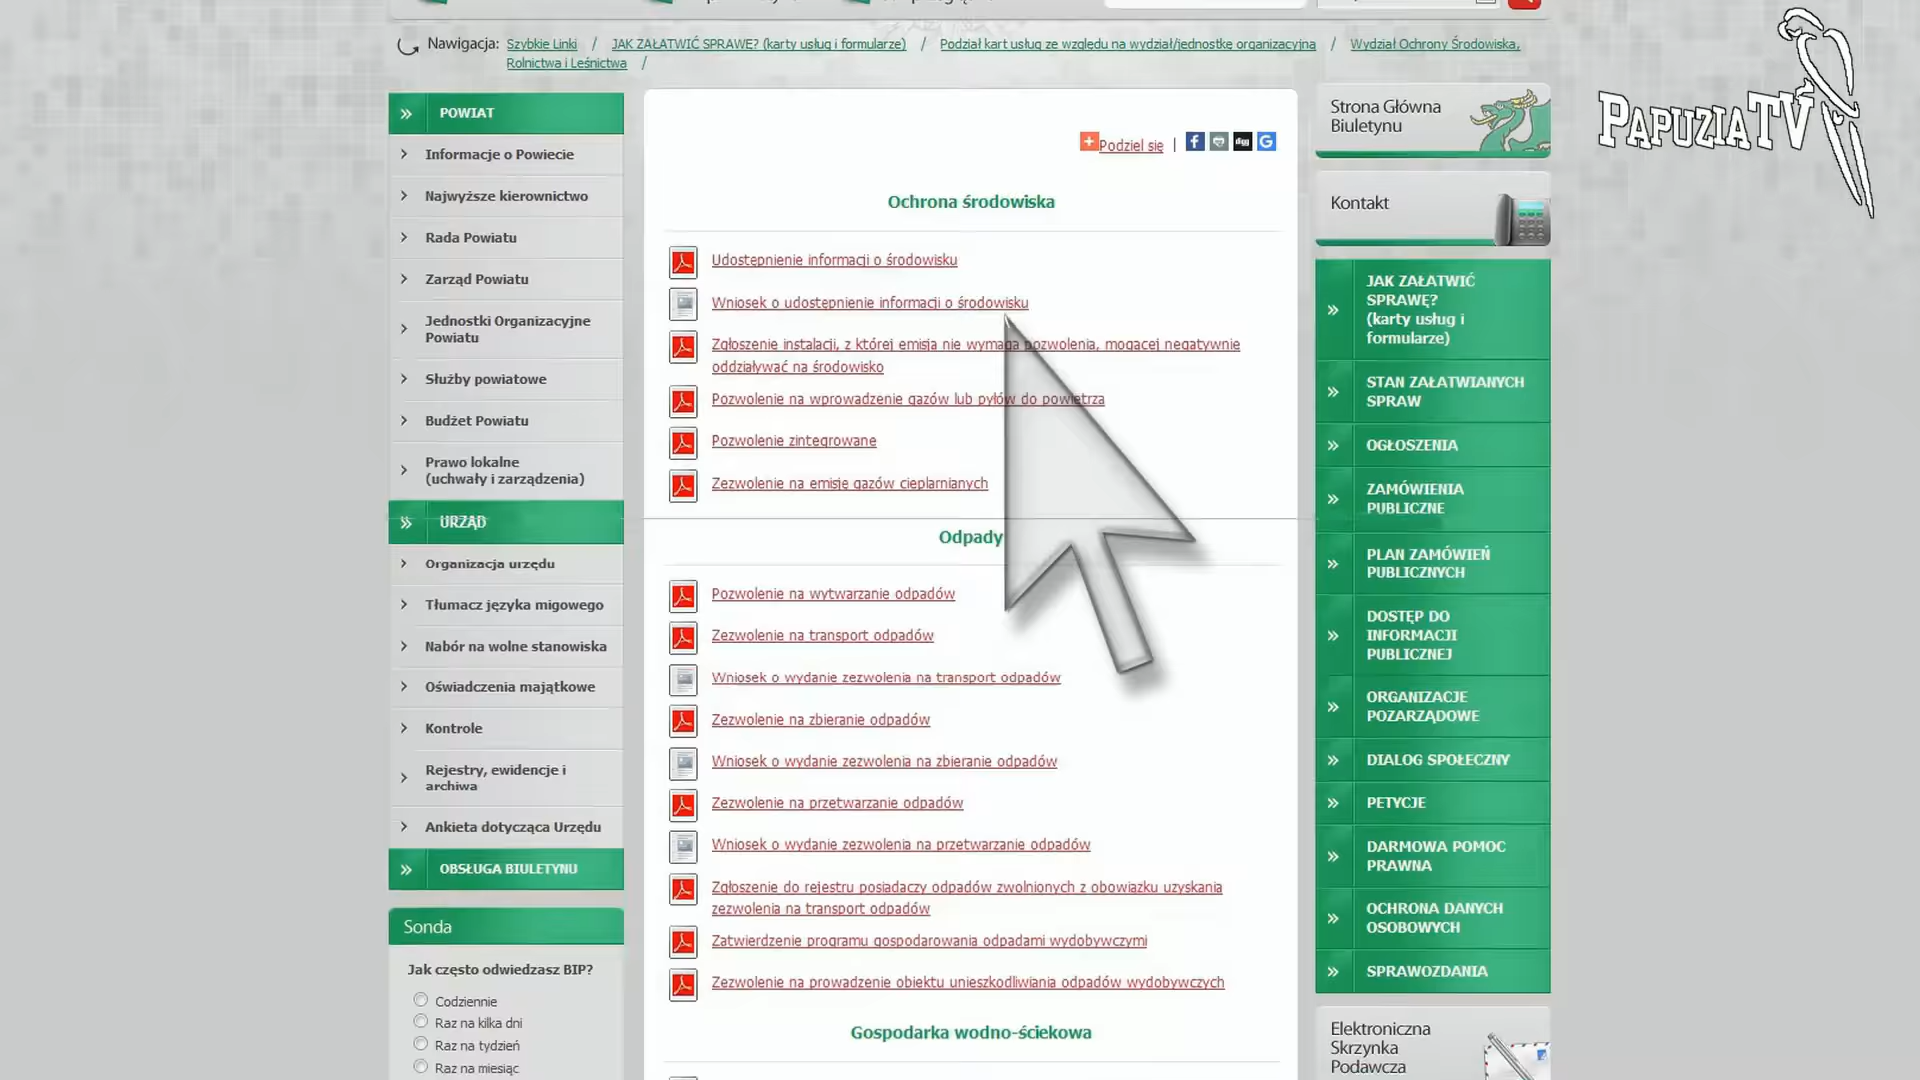 Nawigacja: Szybkie Linki / JAK ZAŁATWIĆ SPRAWĘ? (karty usług i formularze) / Podział kart usług ze względu na wydział/jednostkę organizacyjną / Wydział Ochrony Środowiska,
Rolnictwa i Leśnictwa /
POWIAT
Informacje o Powiecie
Najwyższe kierownictwo
Rada Powiatu
Zarząd Powiatu
Jednostki Organizacyjne
Powiatu
Służby powiatowe
Budżet Powiatu
Prawo lokalne
(uchwały i zarządzenia)
URZĄD
Organizacja urzędu
Tłumacz języka migowego
Nabór na wolne stanowiska
Oświadczenia majątkowe
Kontrole
Rejestry, ewidencje i
archiwa
Ankieta dotycząca Urzędu
OBSŁUGA BIULETYNU
Sonda
Jak często odwiedzasz BIP?
Codziennie
Raz na kilka dni
Raz na tydzień
Raz na miesiąc
Podziel się |
digg
Ochrona środowiska
Udostępnienie informacji o środowisku
Wniosek o udostępnienie informacji o środowisku
Zgłoszenie instalacji, z której emisja nie wymaga pozwolenia, mogącej negatywnie
oddziaływać na środowisko
Pozwolenie na wprowadzenie gazów lub pyłów do powietrza
Pozwolenie zintegrowane
Zezwolenie na emisję gazów cieplarnianych
Odpady
Pozwolenie na wytwarzanie odpadów
Zezwolenie na transport odpadów
Wniosek o wydanie zezwolenia na transport odpadów
Zezwolenie na zbieranie odpadów
Wniosek o wydanie zezwolenia na zbieranie odpadów
Zezwolenie na przetwarzanie odpadów
Wniosek o wydanie zezwolenia na przetwarzanie odpadów
Zgłoszenie do rejestru posiadaczy odpadów zwolnionych z obowiązku uzyskania
zezwolenia na transport odpadów
Zatwierdzenie programu gospodarowania odpadami wydobywczymi
Zezwolenie na prowadzenie obiektu unieszkodliwiania odpadów wydobywczych
Gospodarka wodno-ściekowa
Strona Główna
Biuletynu
Kontakt
JAK ZAŁATWIĆ
SPRAWĘ?
(karty usług i
formularze)
STAN ZAŁATWIANYCH
SPRAW
OGŁOSZENIA
ZAMÓWIENIA
PUBLICZNE
PLAN ZAMÓWIEŃ
PUBLICZNYCH
DOSTĘP DO
INFORMACJI
PUBLICZNEJ
ORGANIZACJE
POZARZĄDOWE
DIALOG SPOŁECZNY
PETYCJE
DARMOWA POMOC
PRAWNA
OCHRONA DANYCH
OSOBOWYCH
SPRAWOZDANIA
Elektroniczna
Skrzynka
Podawcza
PAPUZIA TV